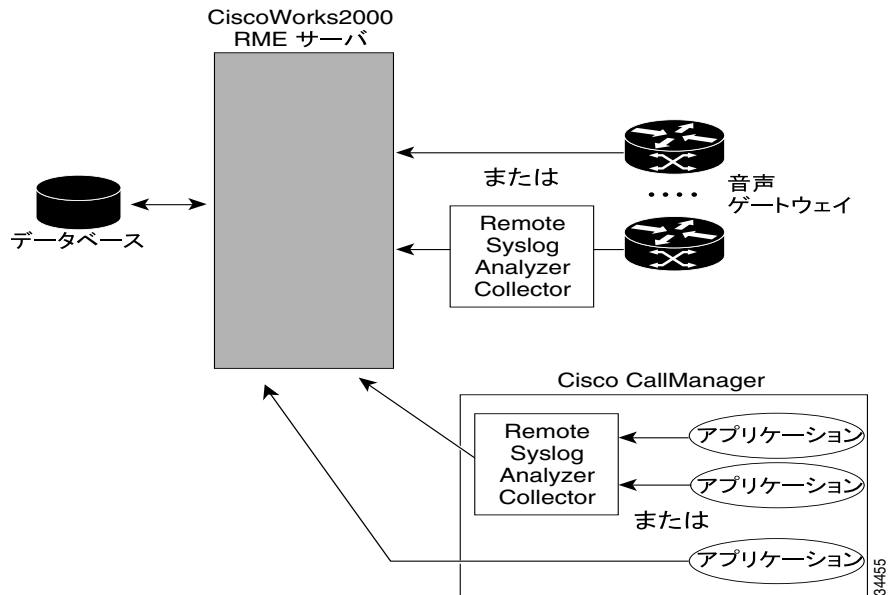 CiscoWorks2000
RME サーバ
データベース
または
音声
ゲートウェイ
Remote
Syslog
Analyzer
Collector
Cisco CallManager
Remote
Syslog
Analyzer
Collector
アプリケーション
アプリケーション
または
アプリケーション
34455